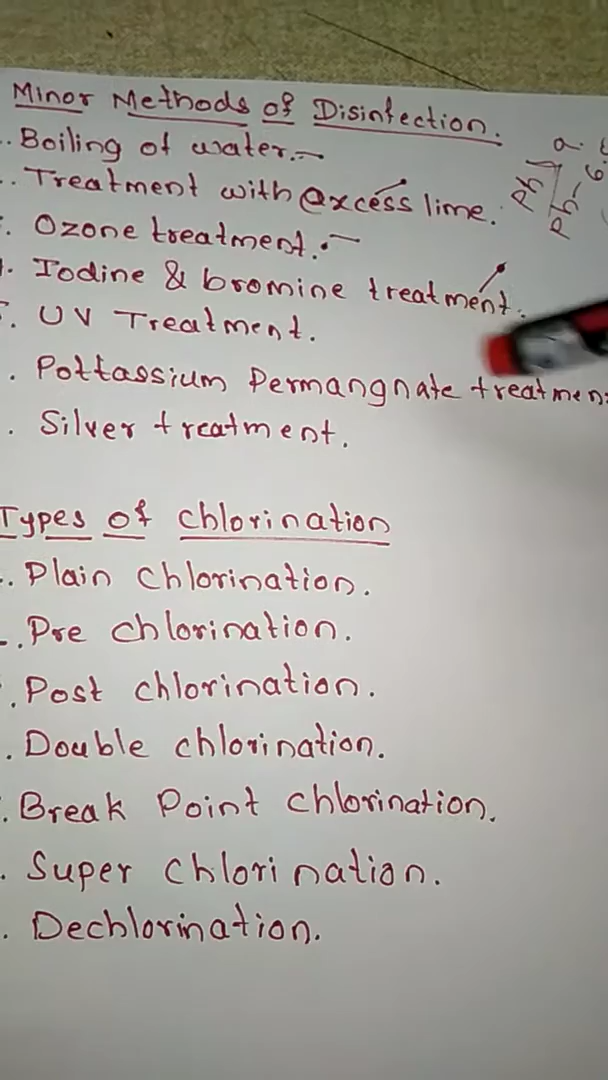 Minor Methods of Disinfection.
. Boiling of water.
. Treatment with excess lime.
. Ozone treatment.
. Iodine & bromine treatment.
. UV Treatment.
. Pottassium Permangnate treatmen
. Silver treatment.
Types of chlorination
. Plain chlorination.
. Pre chlorination.
. Post chlorination.
. Double chlorination.
. Break Point chlorination.
. Super chlorination.
. Dechlorination.